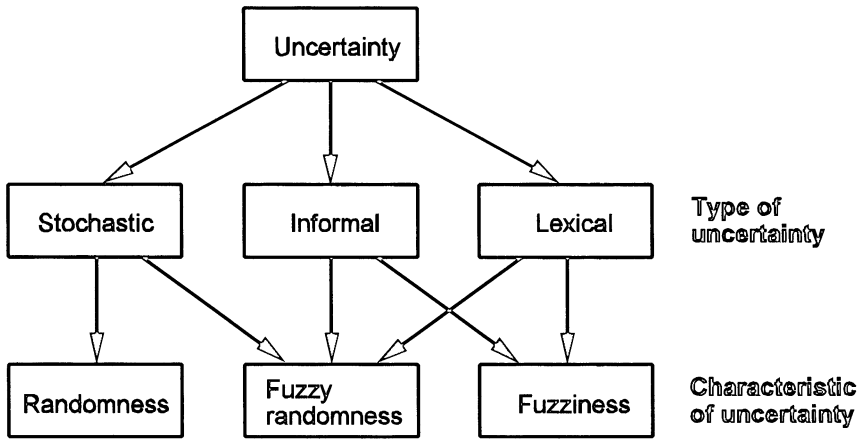 Uncertainty
Stochastic
Informal
Lexical
Type of
uncertainty
Randomness
Fuzzy
randomness
Fuzziness
Characteristic
of uncertainty